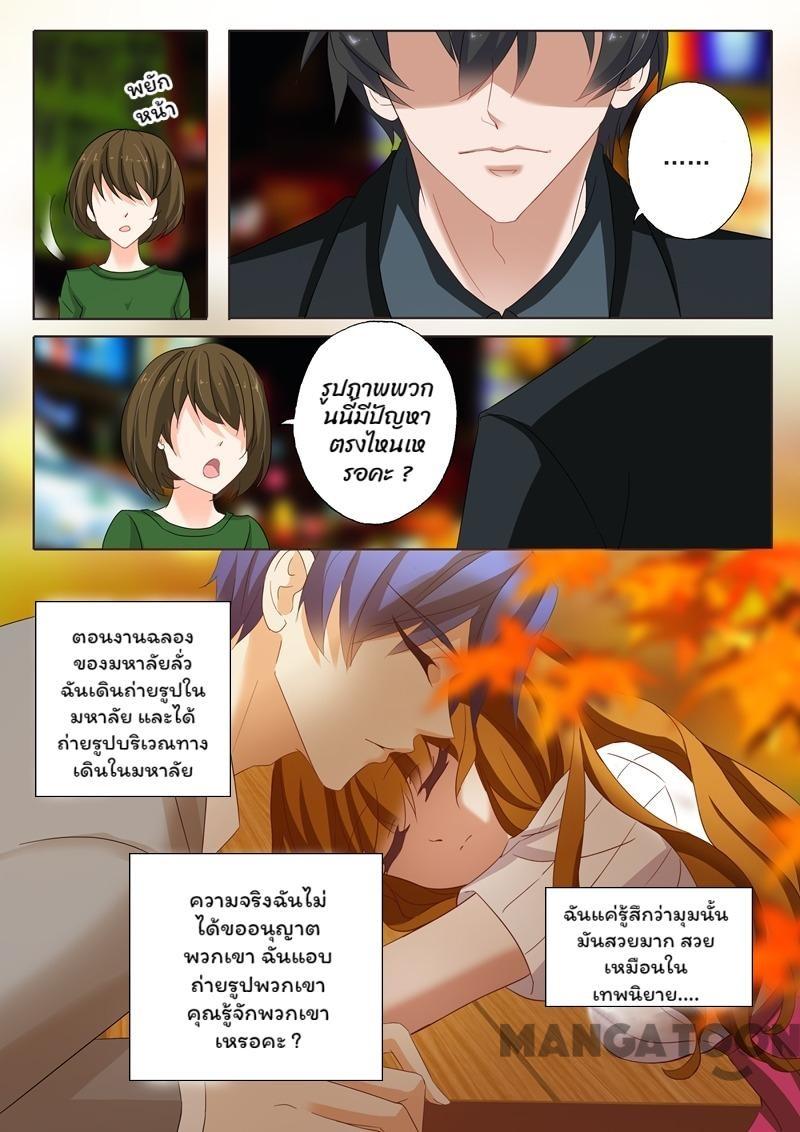 พยัก
หน้า
......
รูปภาพพวก
นนี้มีปัญหา
ตรงไหนเห
รอคะ ?
ตอนงานฉลอง
ของมหาลัยลั่ว
ฉันเดินถ่ายรูปใน
มหาลัย และได้
ถ่ายรูปบริเวณทาง
เดินในมหาลัย
ความจริงฉันไม่
ได้ขออนุญาต
พวกเขา ฉันแอบ
ถ่ายรูปพวกเขา
คุณรู้จักพวกเขา
เหรอคะ ?
ฉันแค่รู้สึกว่ามุมนั้น
มันสวยมาก สวย
เหมือนใน
เทพนิยาย....
MANGATOON